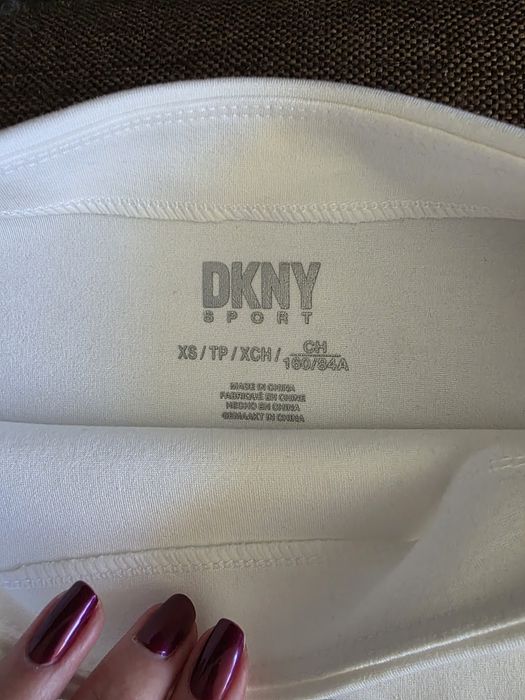 DKNY
SPORT
XS / TP / XCH / CH
160/84A
MADE IN CHINA
FABRIQUÉ EN CHINE
HECHO EN CHINA
GEMAAKT IN CHINA